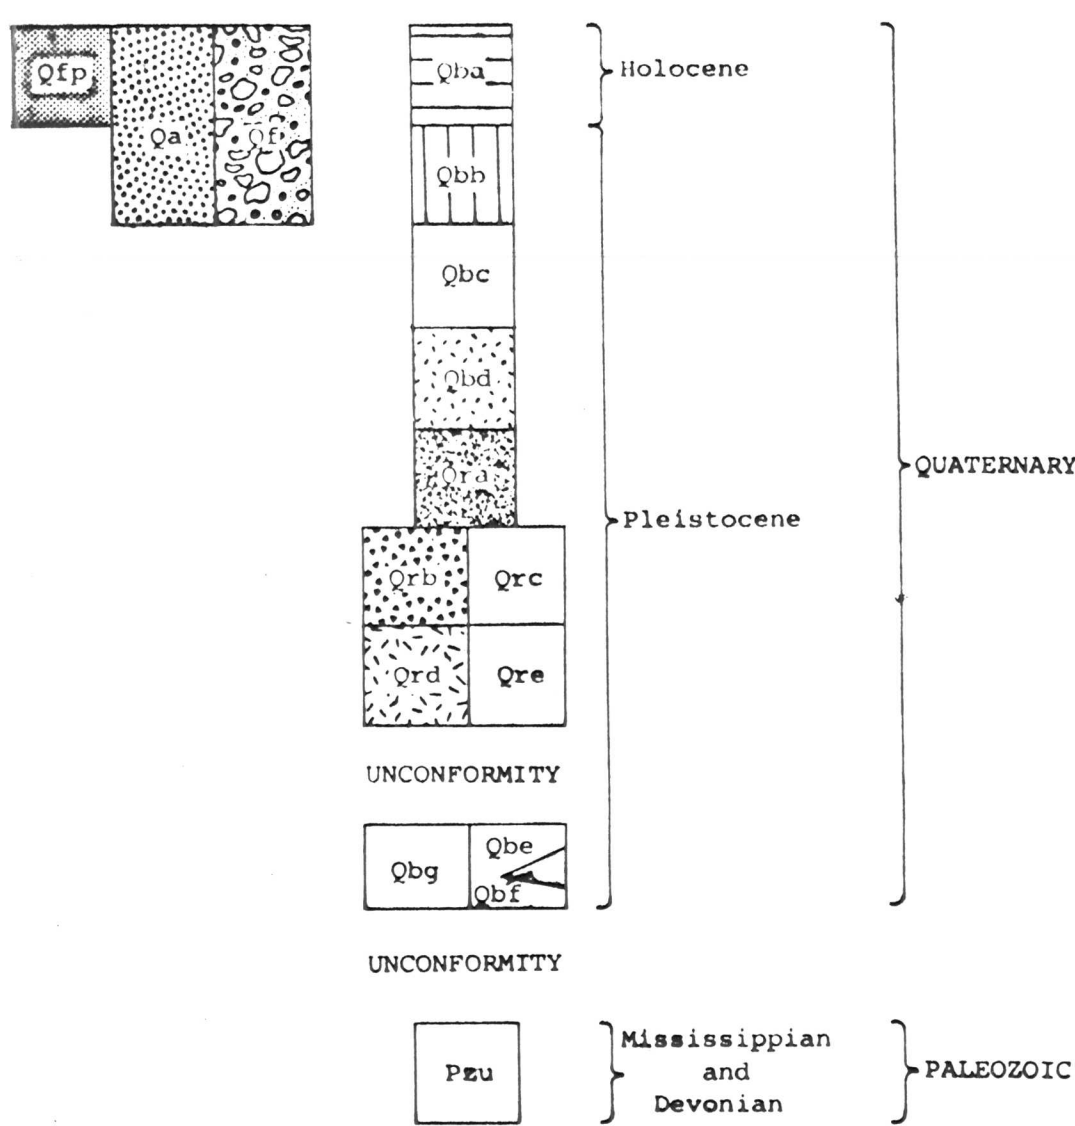 Qfp
Qa
Qf
Qba
Holocene
Qbb
Qbc
Qbd
Qra
QUATERNARY
Pleistocene
Qrb
Qrc
Qrd
Qre
UNCONFORMITY
Qbe
Qbg
Qbf
UNCONFORMITY
Pzu
Mississippian
and
Devonian
PALEOZOIC